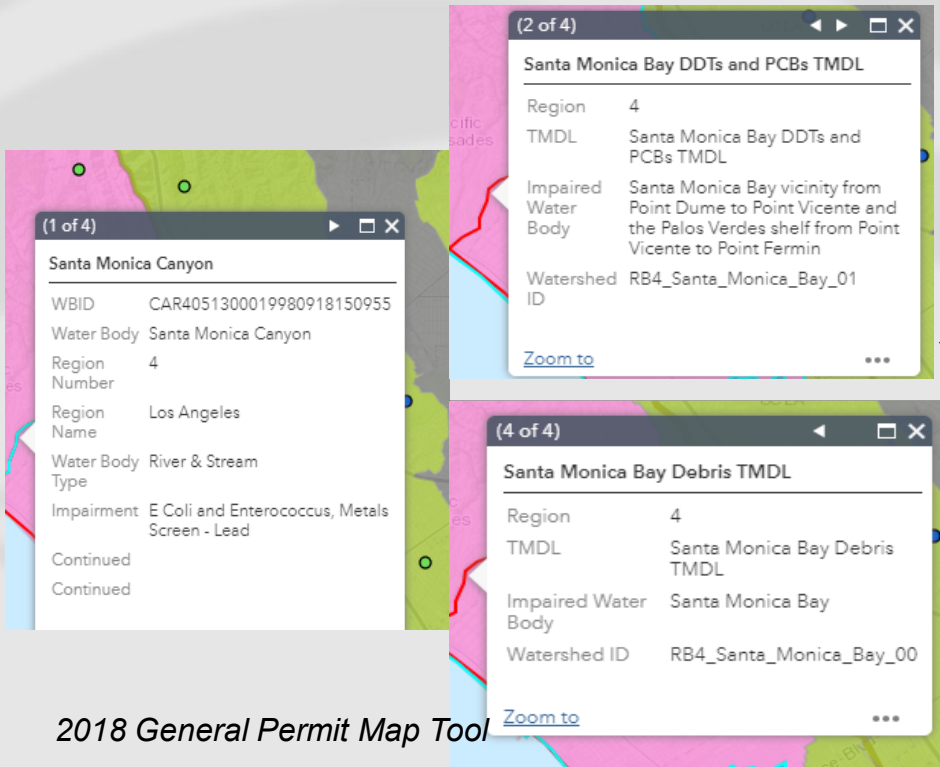 (1 of 4)
Santa Monica Canyon
WBID CAR4051300019980918150955
Water Body Santa Monica Canyon
Region Number 4
Region Name Los Angeles
Water Body Type River & Stream
Impairment E Coli and Enterococcus, Metals
Screen - Lead
Continued
Continued
(2 of 4)
Santa Monica Bay DDTs and PCBs TMDL
Region 4
TMDL Santa Monica Bay DDTs and
PCBs TMDL
Impaired Water Body Santa Monica Bay vicinity from
Point Dume to Point Vicente and
the Palos Verdes shelf from Point
Vicente to Point Fermin
Watershed ID RB4_Santa_Monica_Bay_01
Zoom to
(4 of 4)
Santa Monica Bay Debris TMDL
Region 4
TMDL Santa Monica Bay Debris
TMDL
Impaired Water Body Santa Monica Bay
Watershed ID RB4_Santa_Monica_Bay_00
Zoom to
2018 General Permit Map Tool